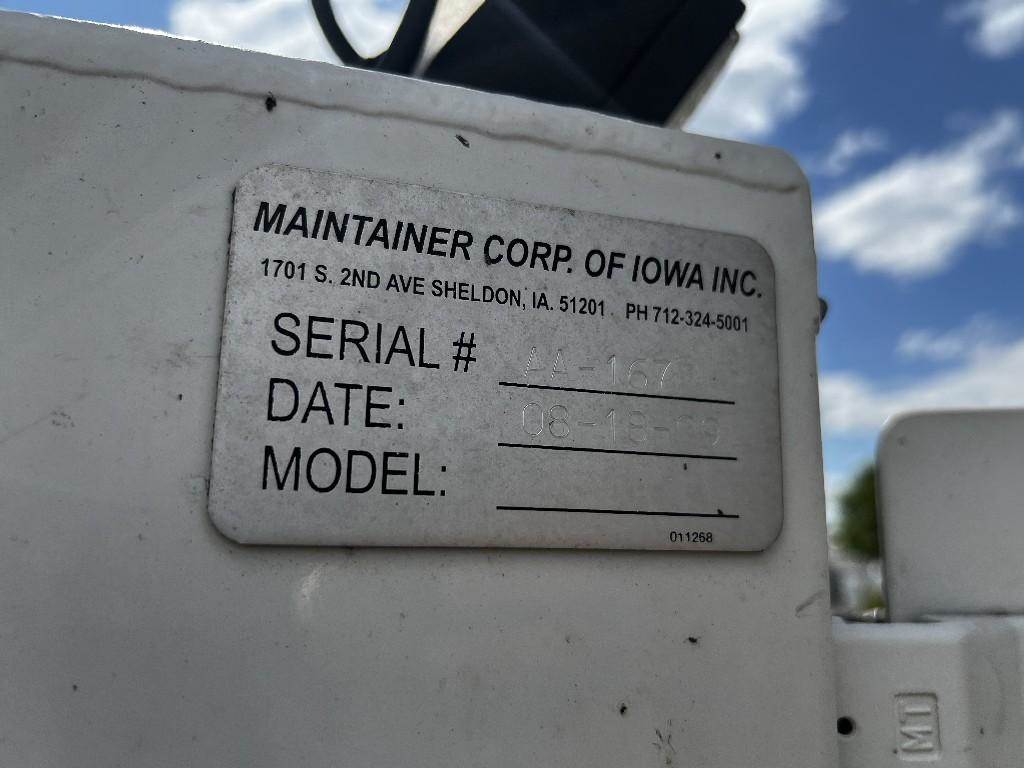 MAINTAINER CORP. OF IOWA INC.
1701 S. 2ND AVE SHELDON, IA. 51201 PH 712-324-5001
SERIAL #
DATE:
MODEL:
011268
MT